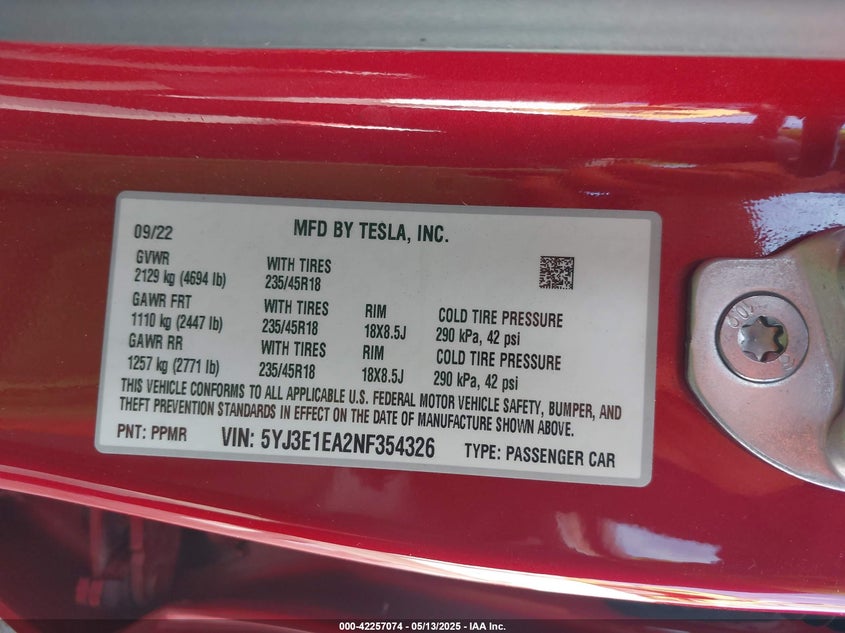 09/22 MFD BY TESLA, INC.
GVWR WITH TIRES
2129 kg (4694 lb) 235/45R18
GAWR FRT WITH TIRES RIM COLD TIRE PRESSURE
1110 kg (2447 lb) 235/45R18 18X8.5J 290 kPa, 42 psi
GAWR RR WITH TIRES RIM COLD TIRE PRESSURE
1257 kg (2771 lb) 235/45R18 18X8.5J 290 kPa, 42 psi
THIS VEHICLE CONFORMS TO ALL APPLICABLE U.S. FEDERAL MOTOR VEHICLE SAFETY, BUMPER, AND
THEFT PREVENTION STANDARDS IN EFFECT ON THE DATE OF MANUFACTURE SHOWN ABOVE.
PNT: PPMR VIN: 5YJ3E1EA2NF354326 TYPE: PASSENGER CAR
000-42257074 - 05/13/2025 - IAA Inc.